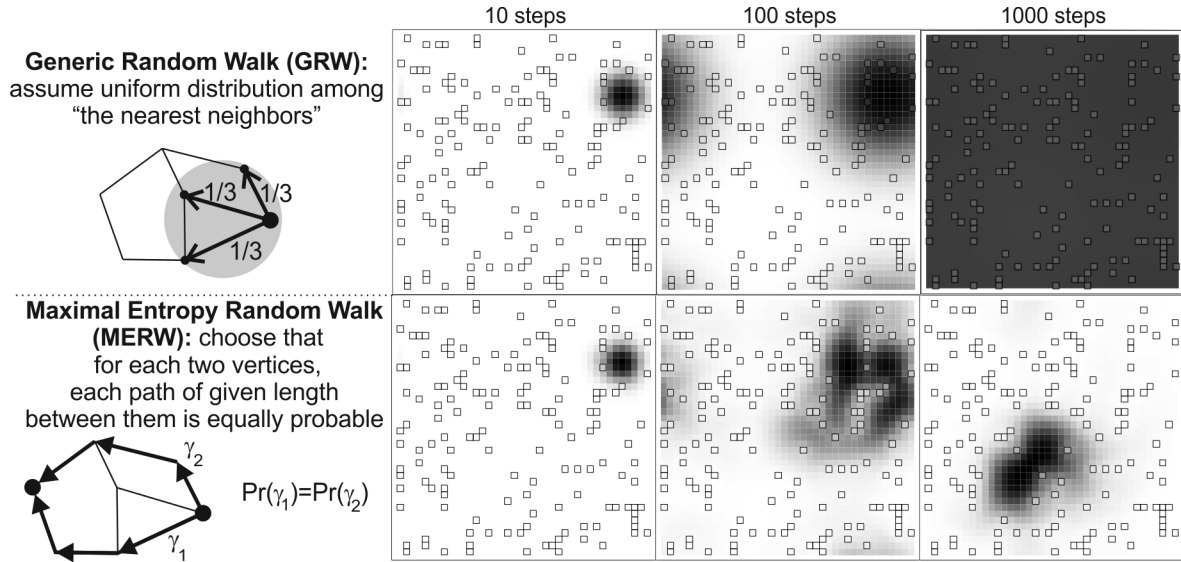 10 steps
100 steps
1000 steps
Generic Random Walk (GRW):
assume uniform distribution among
“the nearest neighbors”
1/3
1/3
1/3
Maximal Entropy Random Walk
(MERW): choose that
for each two vertices,
each path of given length
between them is equally probable
γ2
Pr(γ1)=Pr(γ2)
γ1